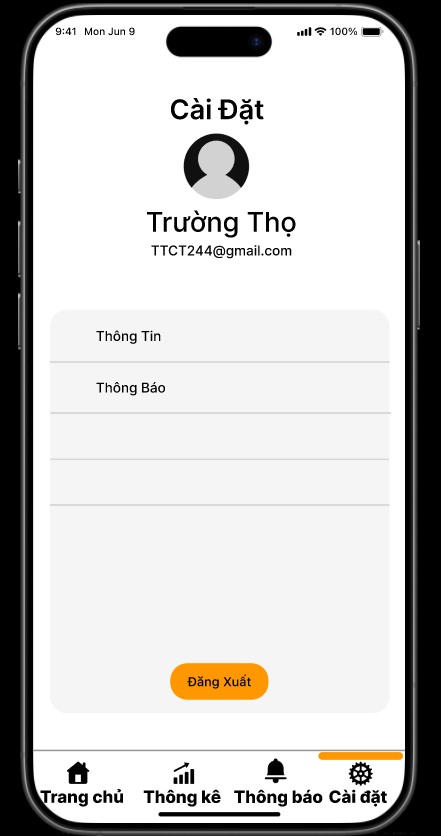 9:41 Mon Jun 9 100%
Cài Đặt
Trường Thọ
TTCT244@gmail.com
Thông Tin
Thông Báo
Đăng Xuất
Trang chủ Thông kê Thông báo Cài đặt